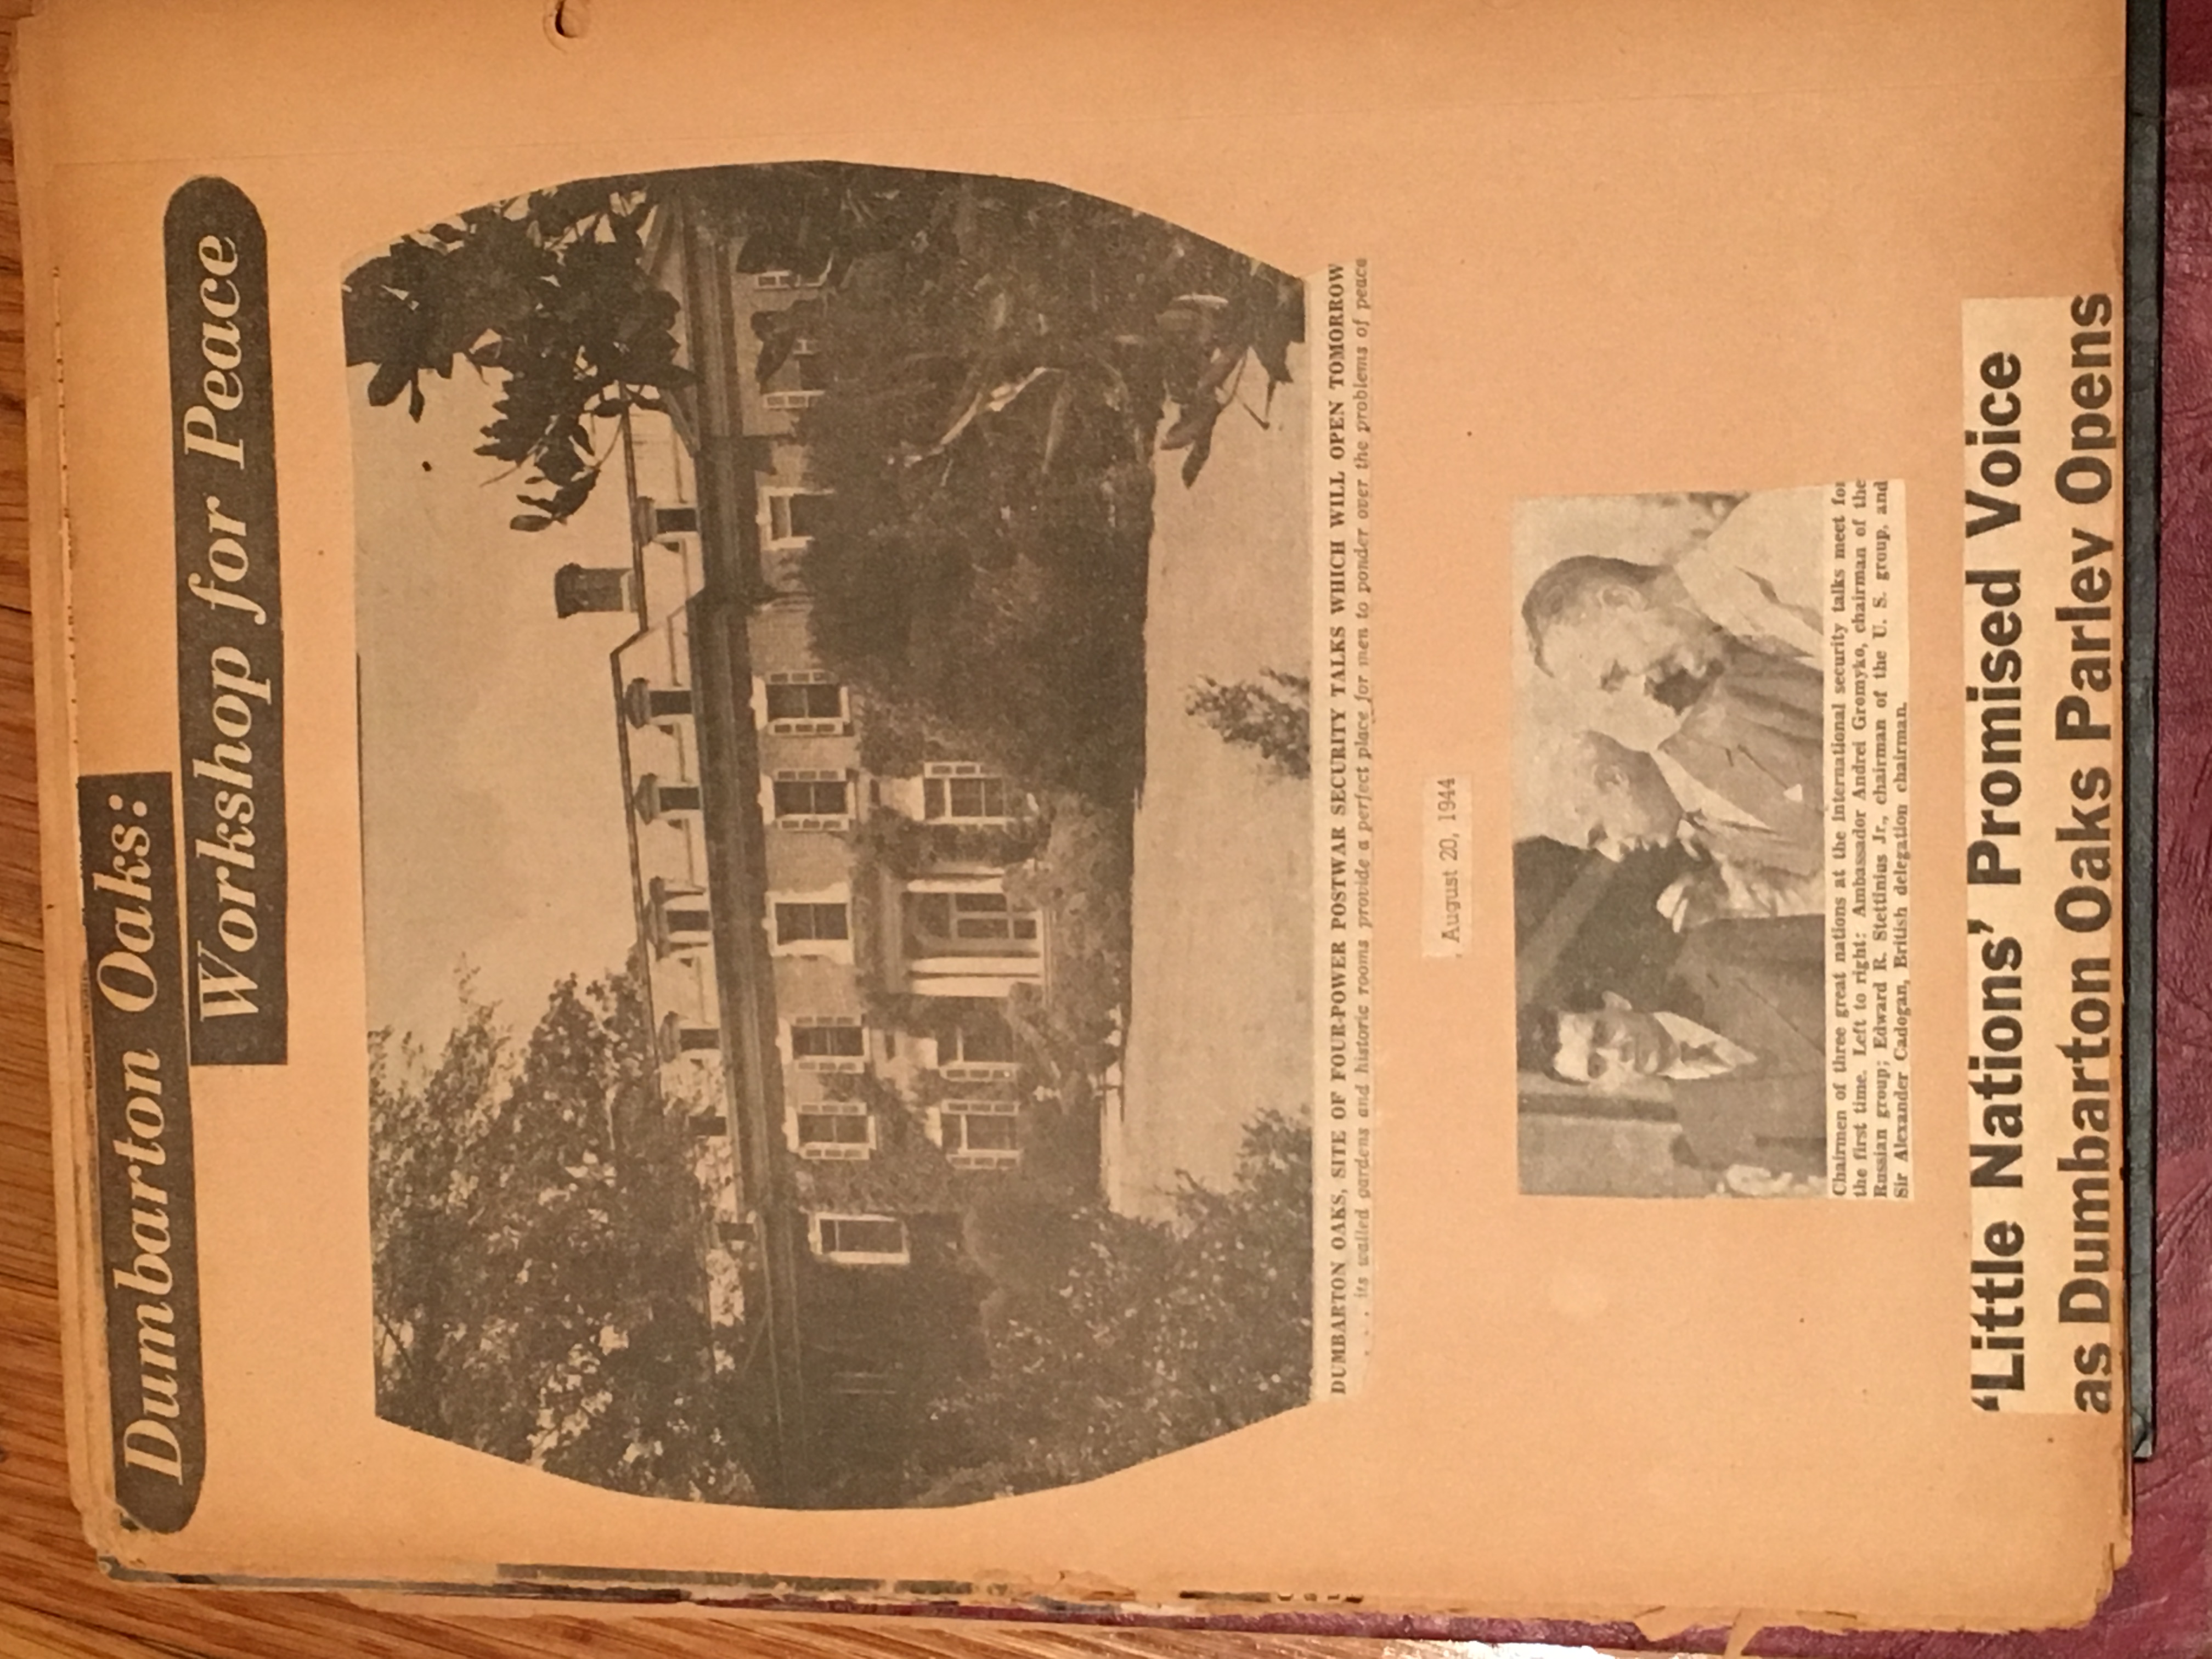 Dumbarton Oaks:
Workshop for Peace
DUMBARTON OAKS, SITE OF FOUR-POWER POSTWAR SECURITY TALKS WHICH WILL OPEN TOMORROW
. . . its walled gardens and historic rooms provide a perfect place for men to ponder over the problems of peace
, August 20, 1944
Chairmen of three great nations at the international security talks meet for
the first time. Left to right: Ambassador Andrei Gromyko, chairman of the
Russian group; Edward R. Stettinius Jr., chairman of the U. S. group, and
Sir Alexander Cadogan, British delegation chairman.
‘Little Nations’ Promised Voice
as Dumbarton Oaks Parley Opens